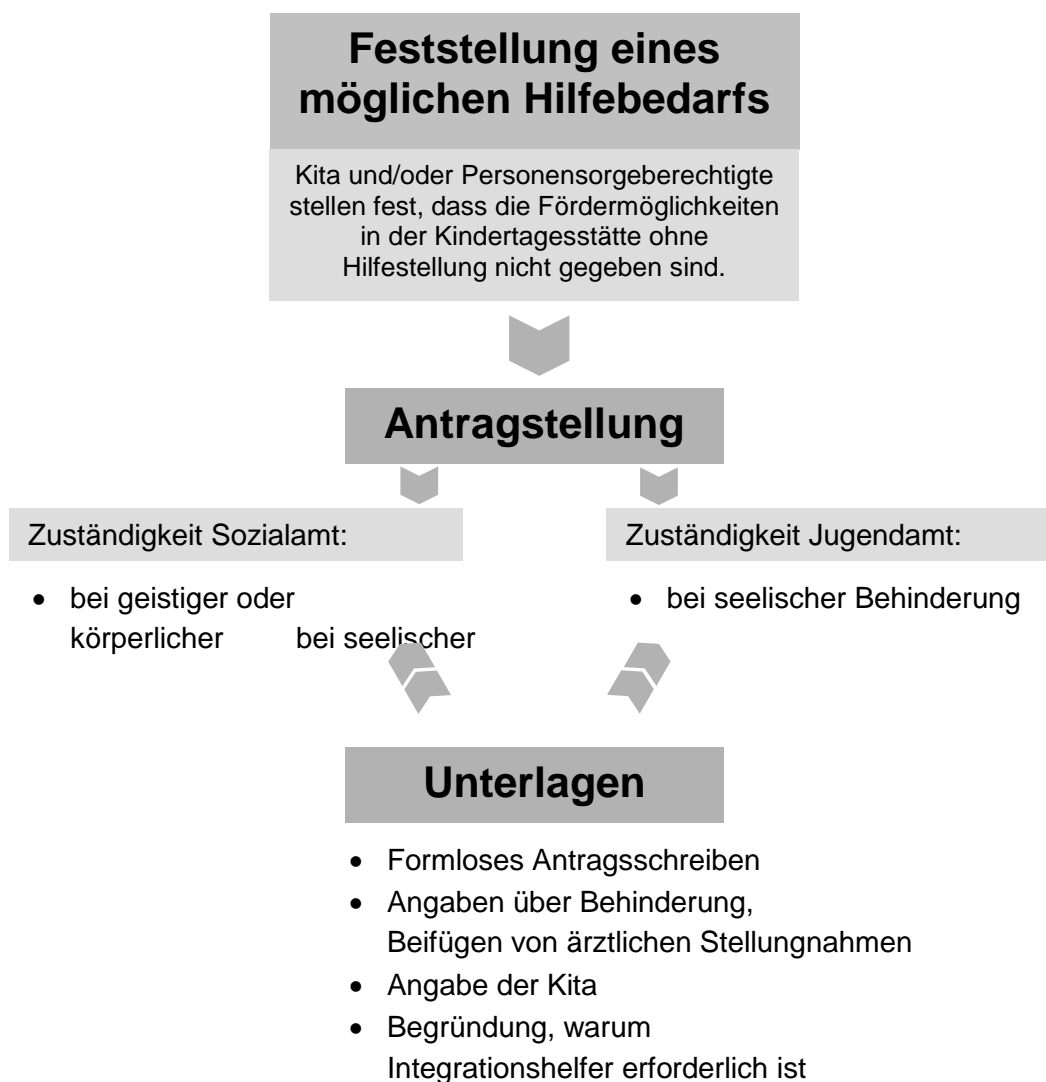 Feststellung eines
möglichen Hilfebedarfs
Kita und/oder Personensorgeberechtigte
stellen fest, dass die Fördermöglichkeiten
in der Kindertagesstätte ohne
Hilfestellung nicht gegeben sind.
Antragstellung
Zuständigkeit Sozialamt:
• bei geistiger oder
körperlicher bei seelischer
Zuständigkeit Jugendamt:
• bei seelischer Behinderung
Unterlagen
• Formloses Antragsschreiben
• Angaben über Behinderung,
Beifügen von ärztlichen Stellungnahmen
• Angabe der Kita
• Begründung, warum
Integrationshelfer erforderlich ist